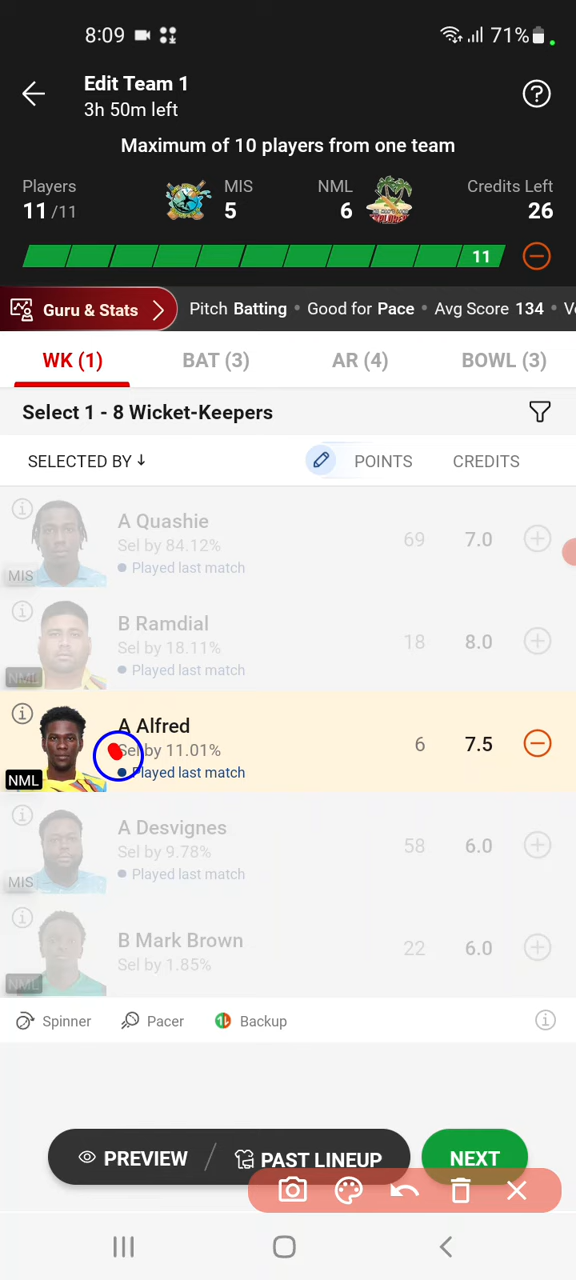 8:09 71%
Edit Team 1
3h 50m left
Maximum of 10 players from one team
Players MIS NML Credits Left
11/11 5 6 26
11
Guru & Stats Pitch Batting • Good for Pace • Avg Score 134 •
WK (1) BAT (3) AR (4) BOWL (3)
Select 1 - 8 Wicket-Keepers
SELECTED BY ↓ POINTS CREDITS
A Quashie
Sel by 84.12% 69 7.0
Played last match
MIS
B Ramdial
Sel by 18.11% 18 8.0
Played last match
NML
A Alfred
Sel by 11.01% 6 7.5
Played last match
NML
A Desvignes
Sel by 9.78% 58 6.0
Played last match
MIS
B Mark Brown
Sel by 1.85% 22 6.0
NML
Spinner Pacer Backup
PREVIEW / PAST LINEUP NEXT